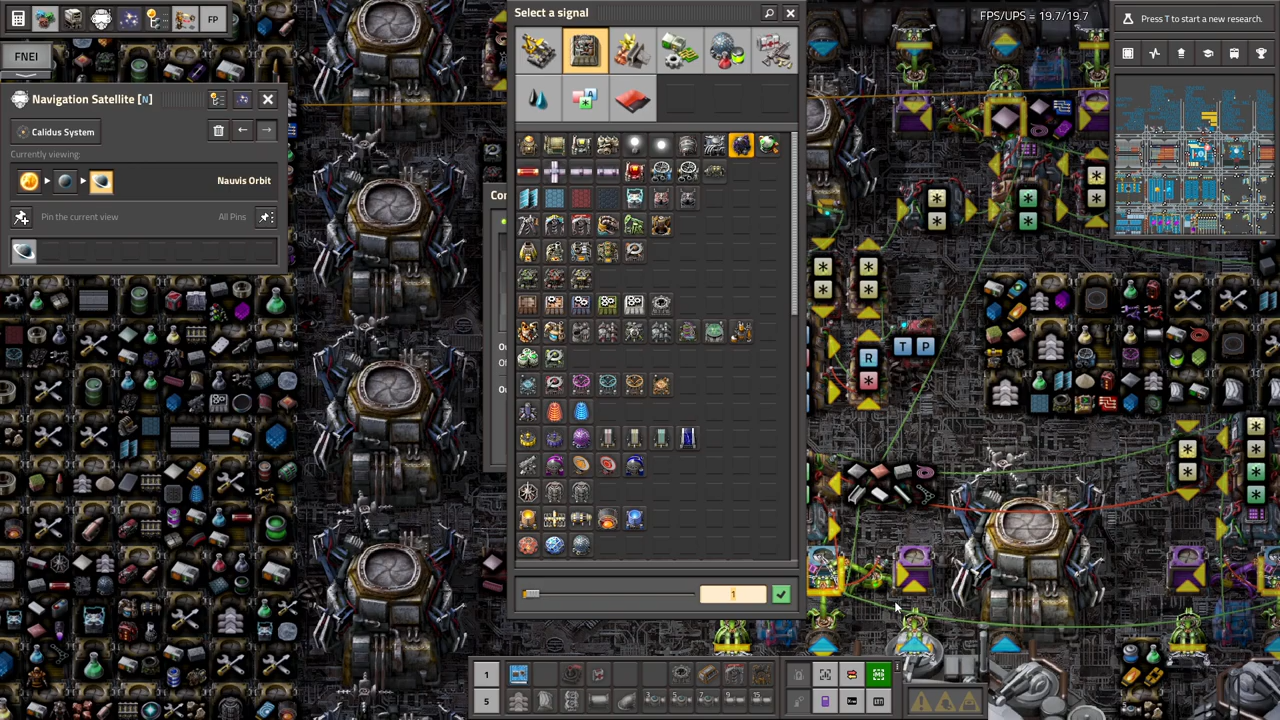 FP
FNEI
Navigation Satellite [N]
Calidus System
Currently viewing:
Nauvis Orbit
Pin the current view
All Pins
Select a signal
1
FPS/UPS = 19.7/19.7
Press T to start a new research.
T P
R
1
5